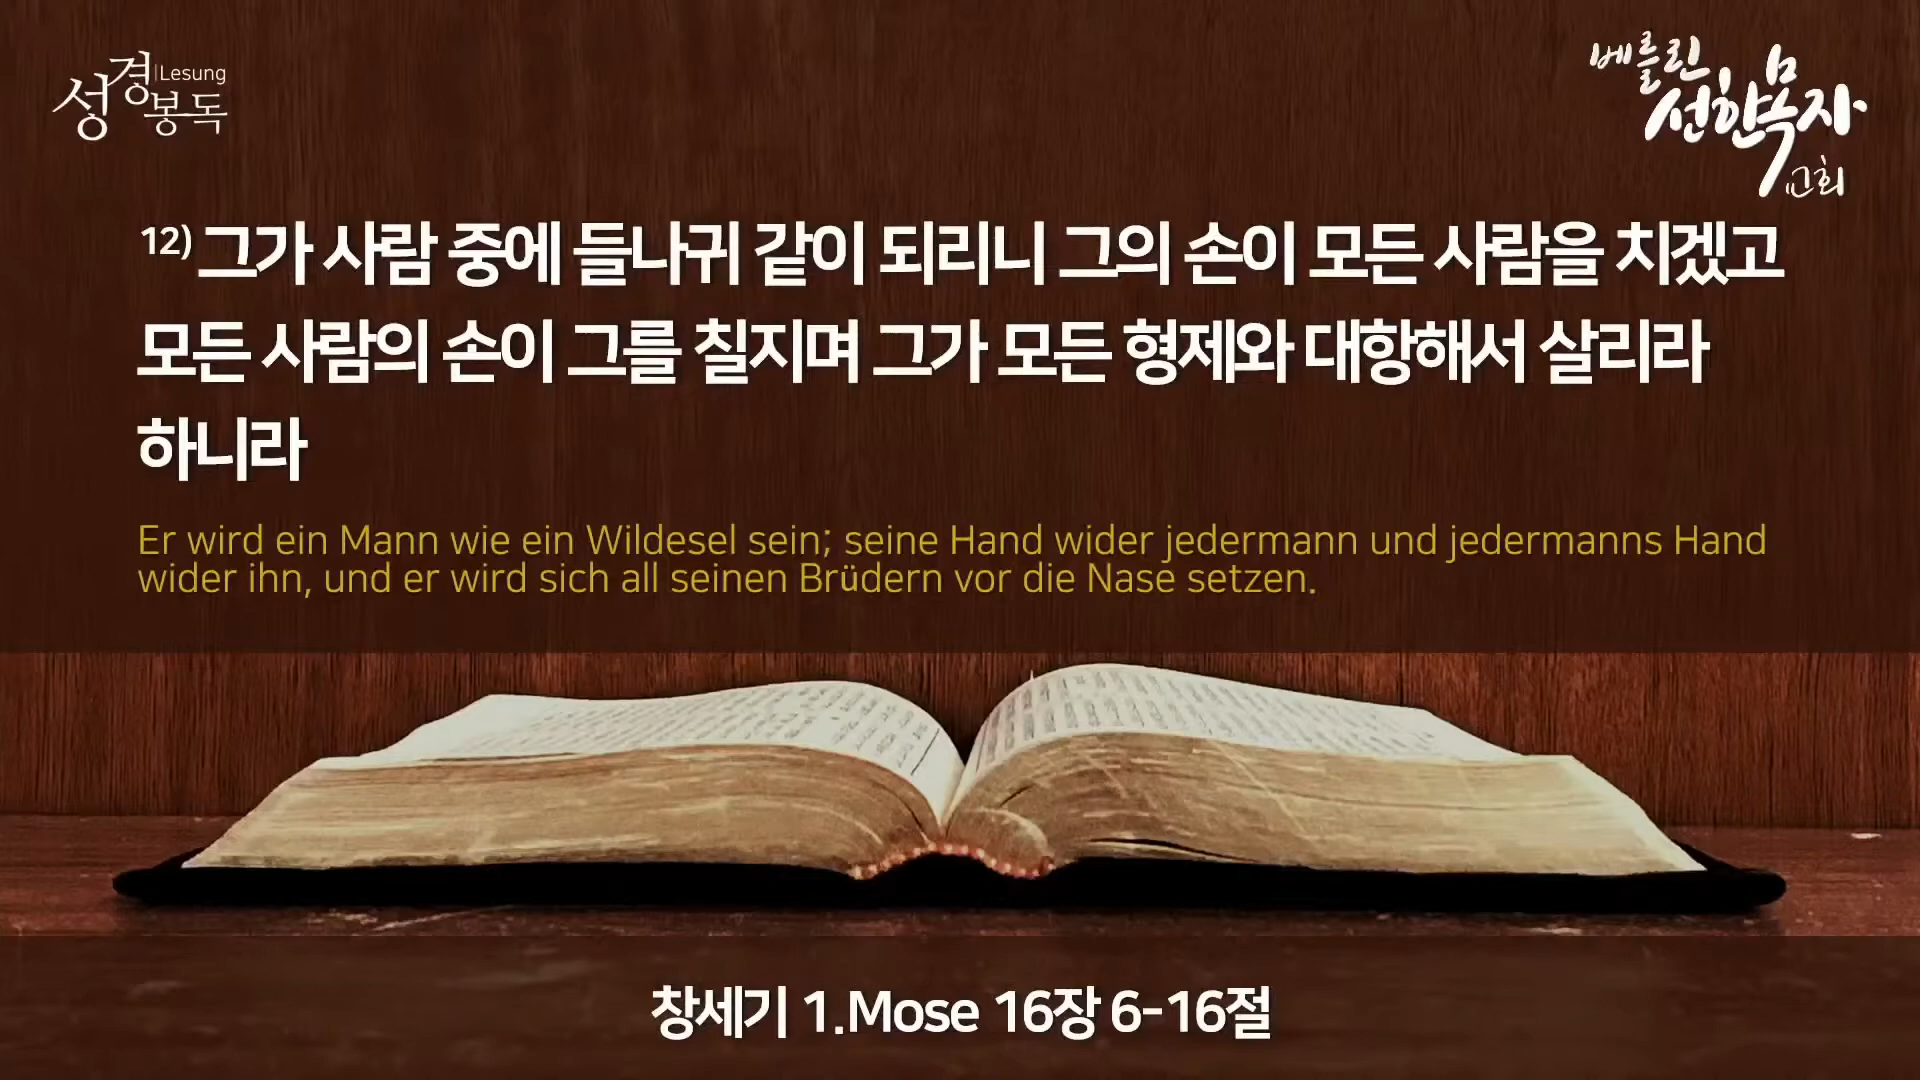 성경봉독
Lesung
베를린
선한목자
교회
12) 그가 사람 중에 들나귀 같이 되리니 그의 손이 모든 사람을 치겠고
모든 사람의 손이 그를 칠지며 그가 모든 형제와 대항해서 살리라
하니라
Er wird ein Mann wie ein Wildesel sein; seine Hand wider jedermann und jedermanns Hand
wider ihn, und er wird sich all seinen Brüdern vor die Nase setzen.
창세기 1.Mose 16장 6-16절